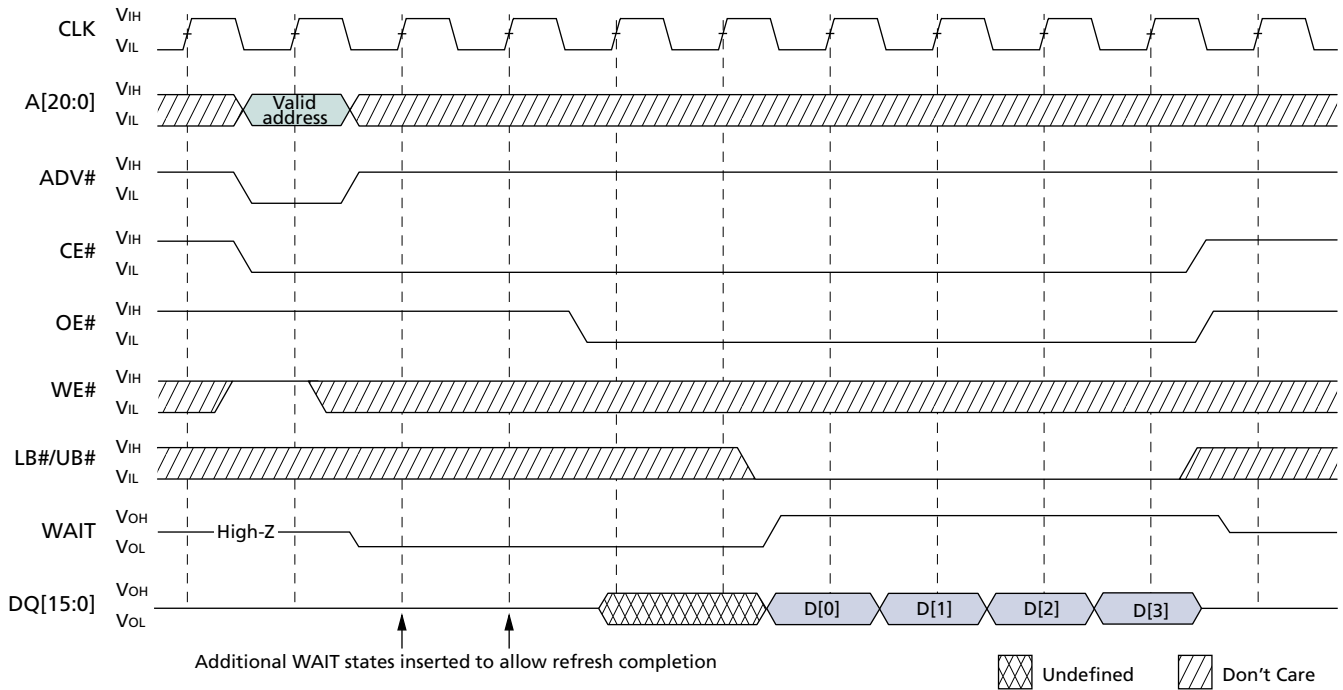 CLK VIH
VIL
A[20:0] VIH
VIL
Valid
address
ADV# VIH
VIL
CE# VIH
VIL
OE# VIH
VIL
WE# VIH
VIL
LB#/UB# VIH
VIL
WAIT VOH
VOL
High-Z
DQ[15:0] VOH
VOL
D[0] D[1] D[2] D[3]
Additional WAIT states inserted to allow refresh completion
Undefined Don't Care